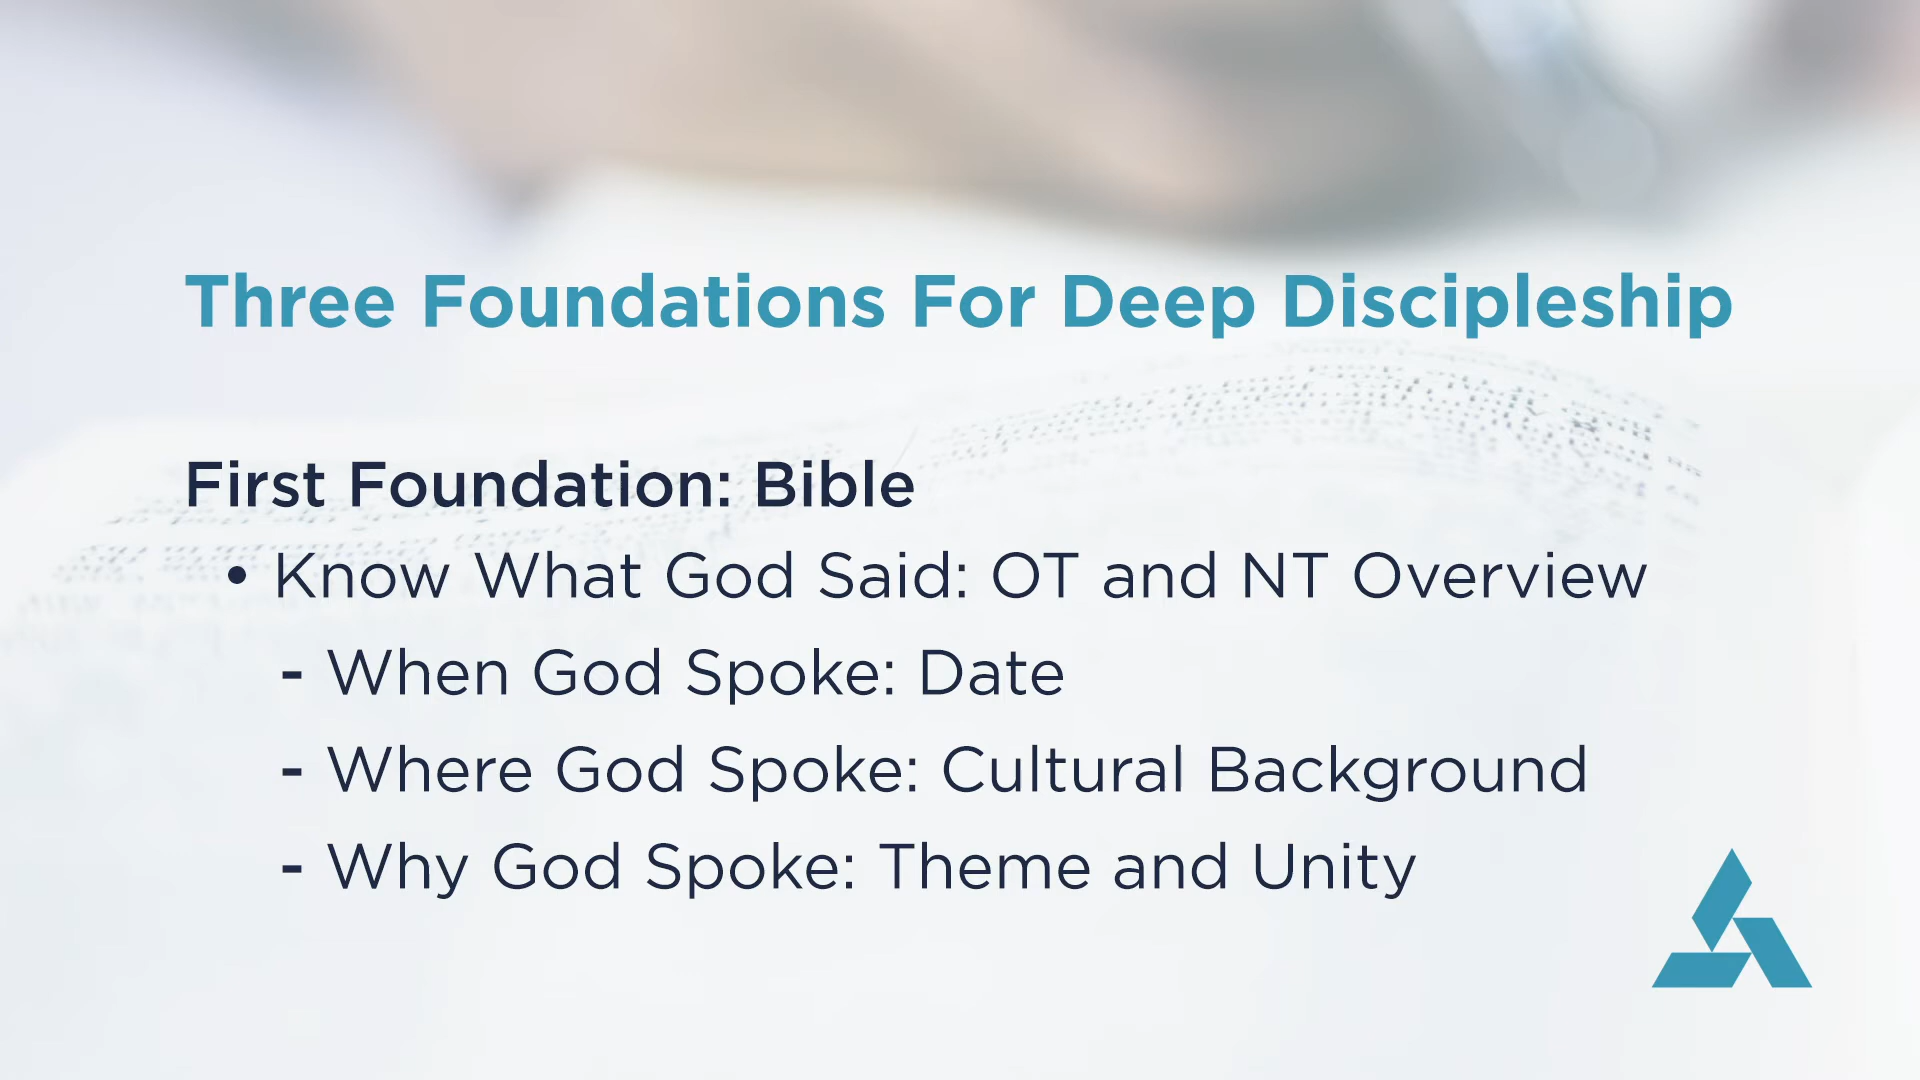 Three Foundations For Deep Discipleship
First Foundation: Bible
• Know What God Said: OT and NT Overview
- When God Spoke: Date
- Where God Spoke: Cultural Background
- Why God Spoke: Theme and Unity